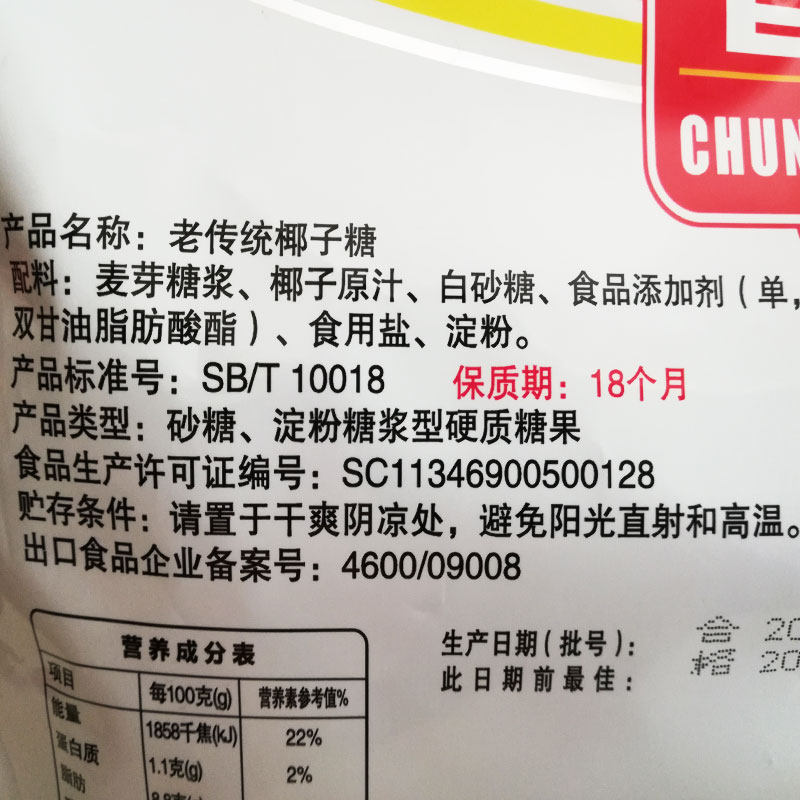 CHUN
产品名称：老传统椰子糖
配料：麦芽糖浆、椰子原汁、白砂糖、食品添加剂（单，
双甘油脂肪酸酯）、食用盐、淀粉。
产品标准号：SB/T 10018 保质期：18个月
产品类型：砂糖、淀粉糖浆型硬质糖果
食品生产许可证编号：SC11346900500128
贮存条件：请置于干爽阴凉处，避免阳光直射和高温。
出口食品企业备案号：4600/09008
生产日期（批号）： 合 20
此日期前最佳： 格 20
营养成分表
项目 每100克(g) 营养素参考值%
能量 1858千焦(kJ) 22%
蛋白质 1.1克(g) 2%
脂肪